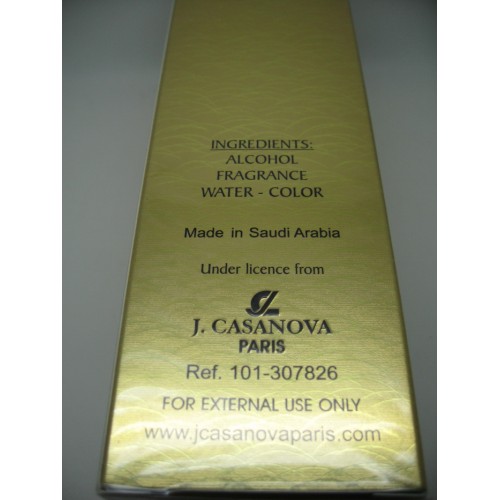 INGREDIENTS:
ALCOHOL
FRAGRANCE
WATER - COLOR
Made in Saudi Arabia
Under licence from
J. CASANOVA
PARIS
Ref. 101-307826
FOR EXTERNAL USE ONLY
www.jcasanovaparis.com